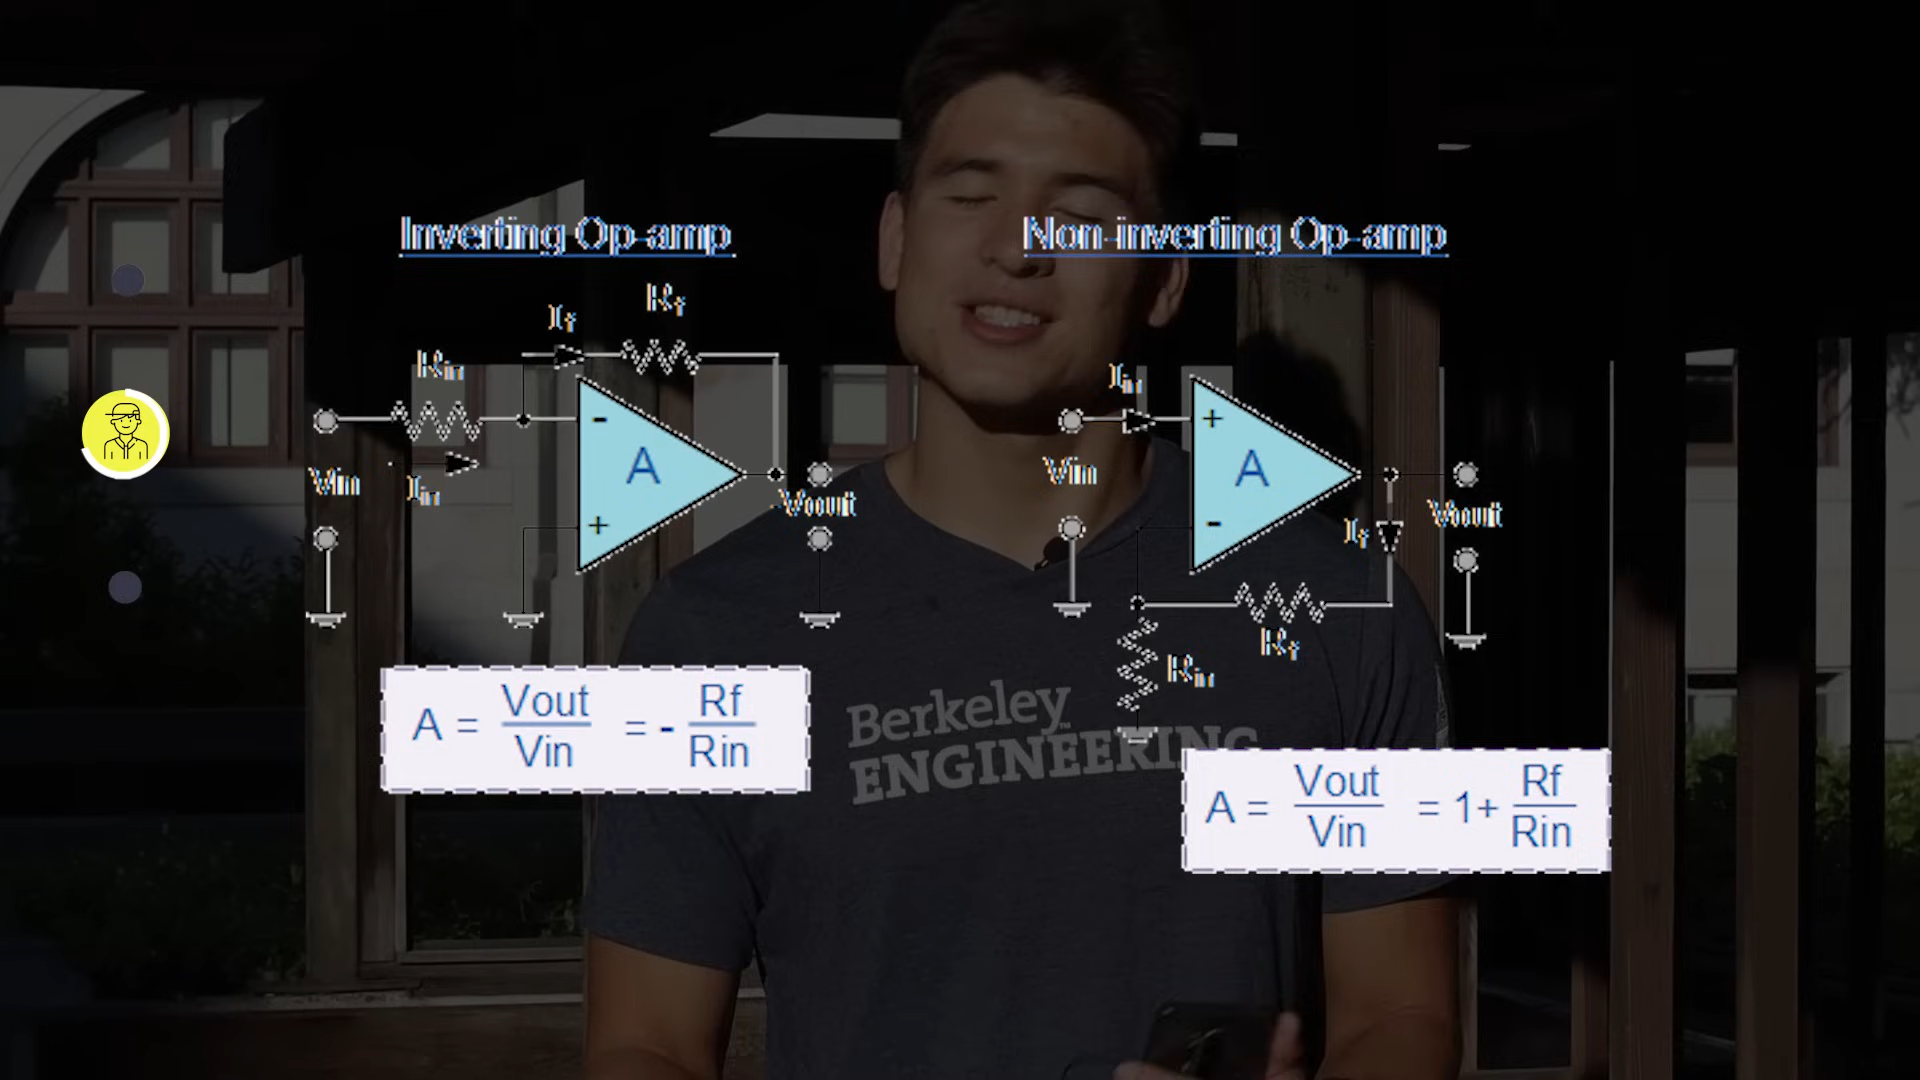 Inverting Op-amp
Non-inverting Op-amp
Rf
If
Rin
Iin
-
+
A
A
Vin
Iin
Vin
+
-
Vout
Vout
If
Rf
Rin
A = Vout/Vin = - Rf/Rin
Berkeley
ENGINEERING
A = Vout/Vin = 1+ Rf/Rin